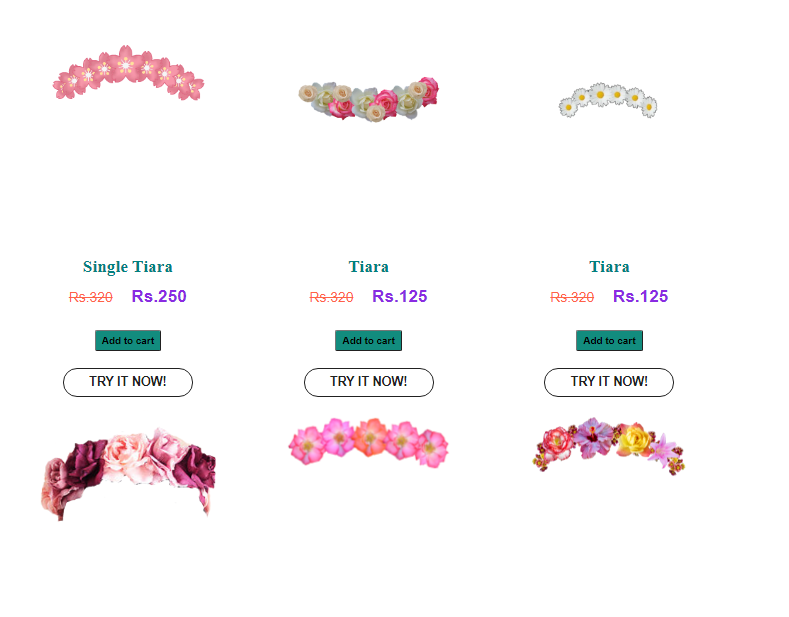 Single Tiara
Tiara
Tiara
Rs.320 Rs.250
Rs.320 Rs.125
Rs.320 Rs.125
Add to cart
Add to cart
Add to cart
TRY IT NOW!
TRY IT NOW!
TRY IT NOW!